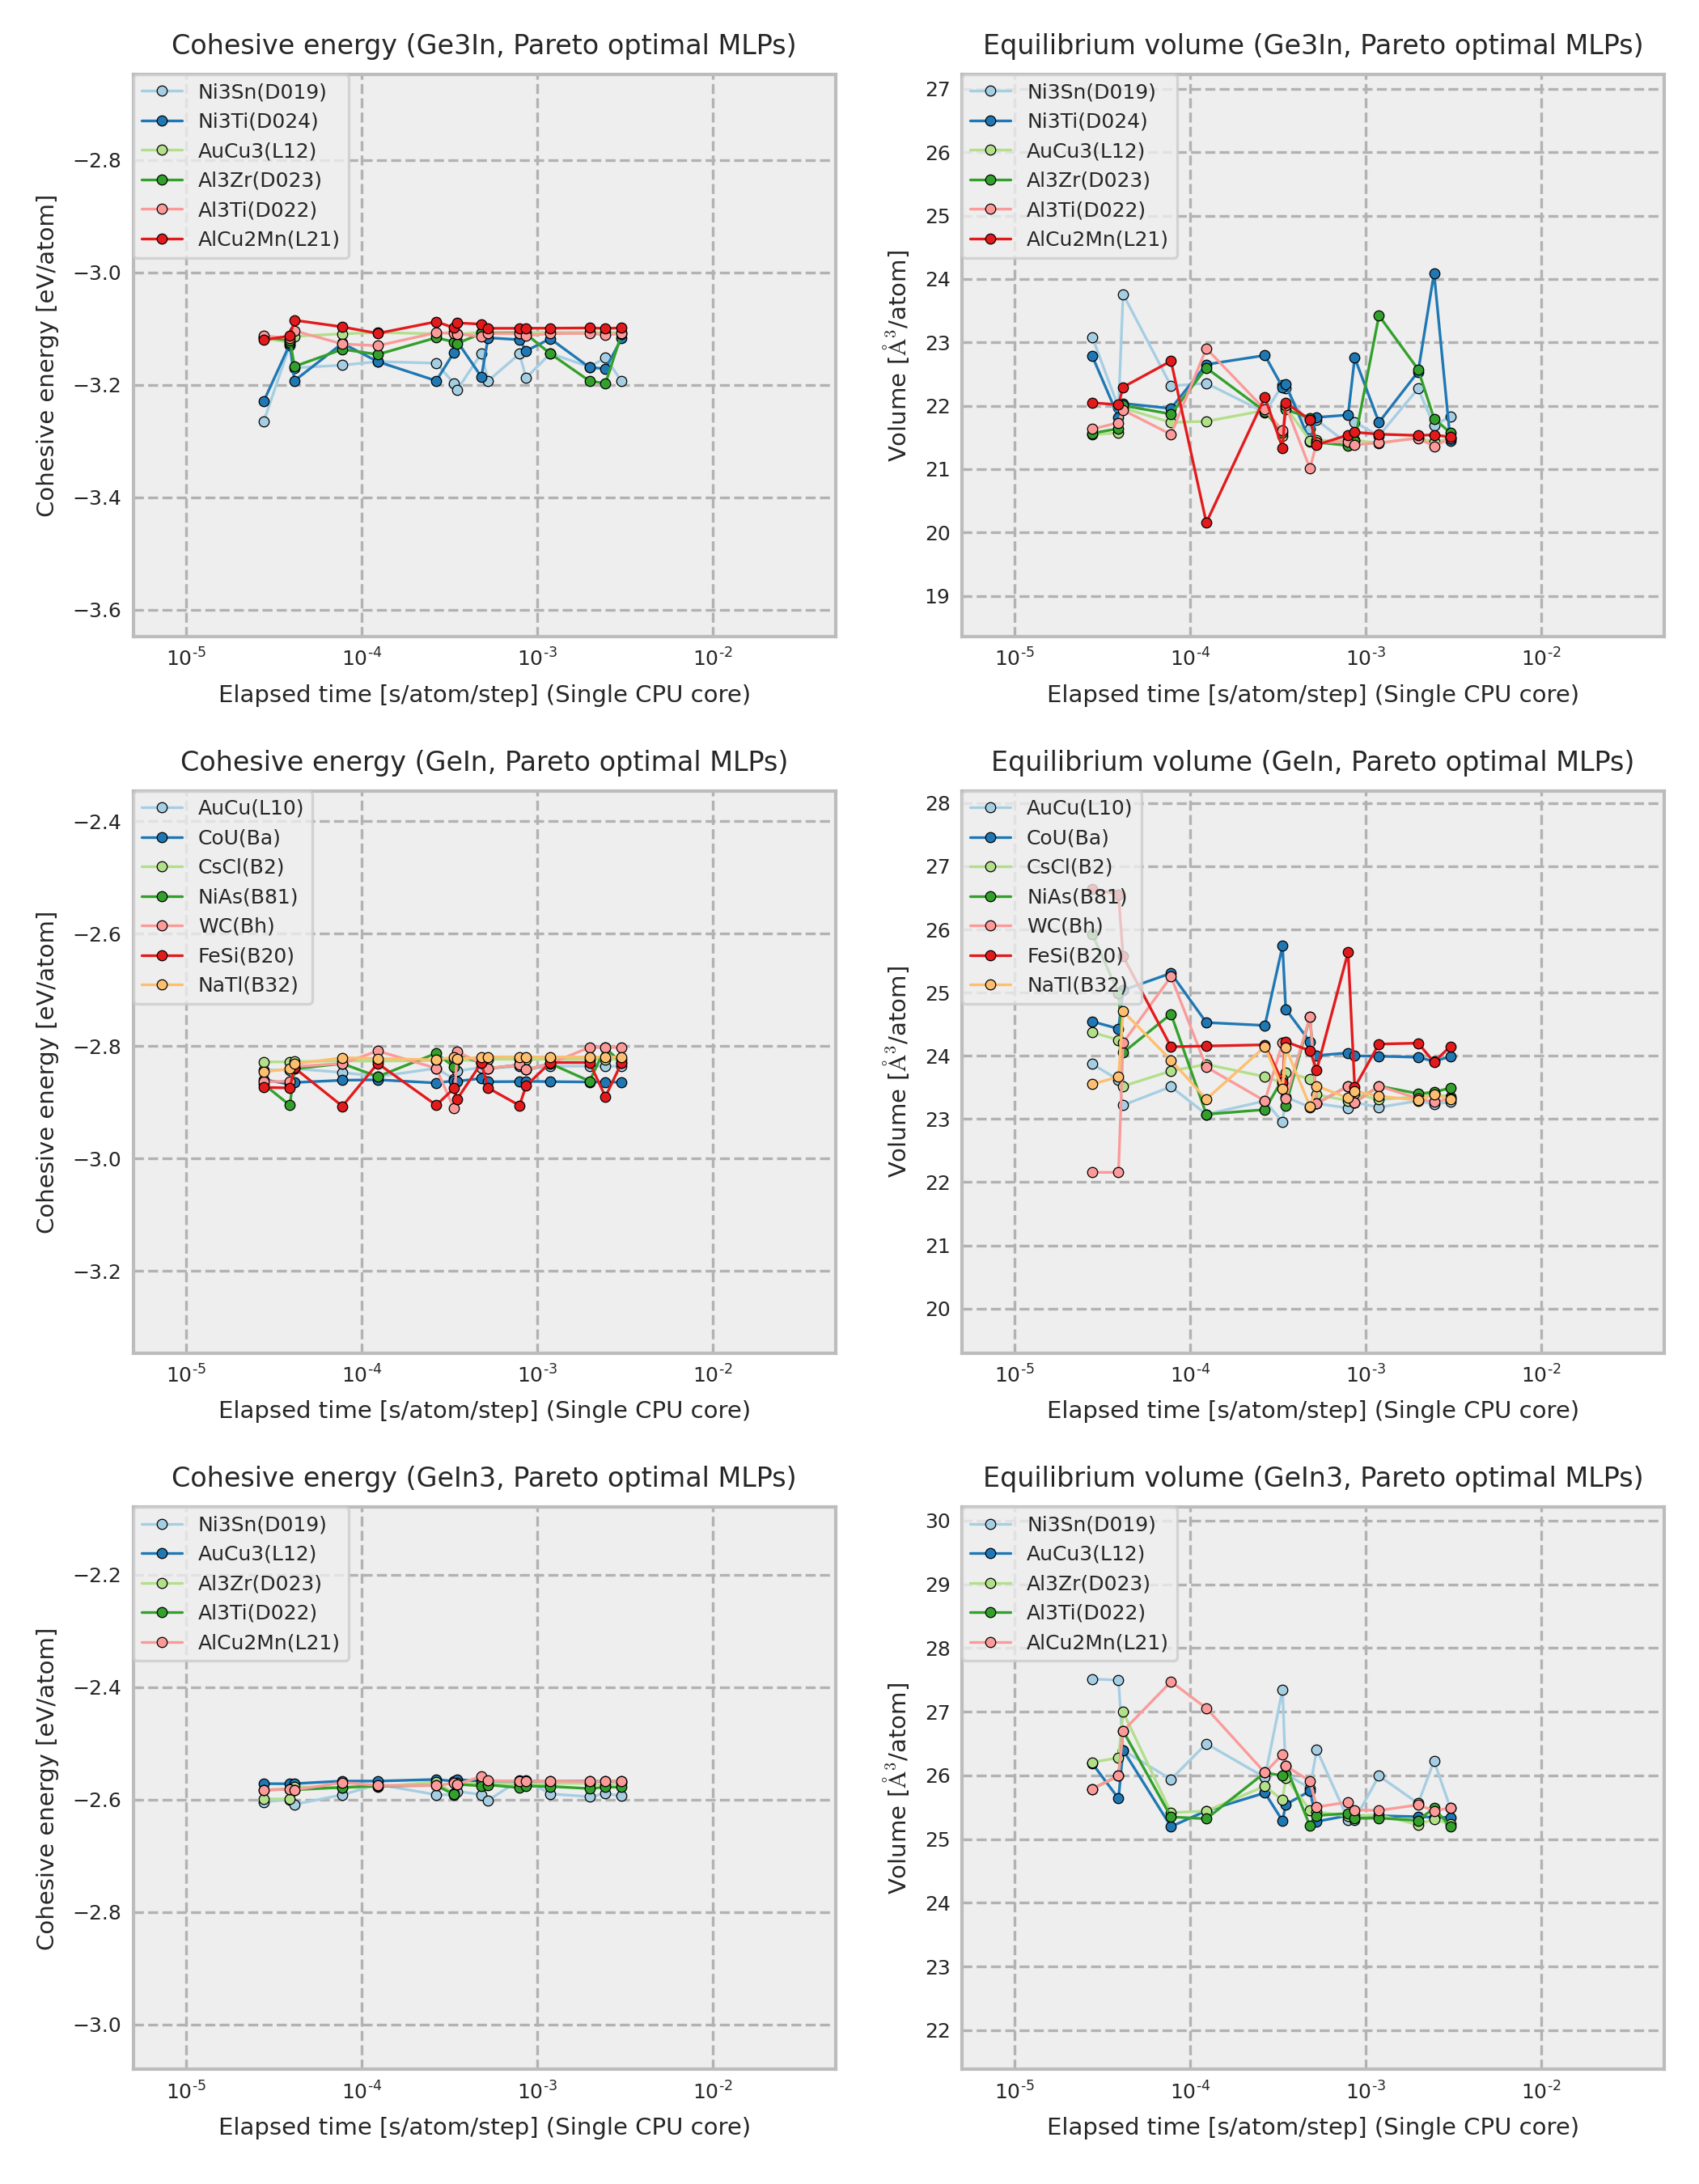 Cohesive energy (Ge3In, Pareto optimal MLPs)
Ni3Sn(D019)
Ni3Ti(D024)
AuCu3(L12)
Al3Zr(D023)
Al3Ti(D022)
AlCu2Mn(L21)
−2.8
−3.0
−3.2
−3.4
−3.6
Cohesive energy [eV/atom]
10-5
10-4
10-3
10-2
Elapsed time [s/atom/step] (Single CPU core)
Equilibrium volume (Ge3In, Pareto optimal MLPs)
Ni3Sn(D019)
Ni3Ti(D024)
AuCu3(L12)
Al3Zr(D023)
Al3Ti(D022)
AlCu2Mn(L21)
27
26
25
24
23
22
21
20
19
Volume [Å3/atom]
10-5
10-4
10-3
10-2
Elapsed time [s/atom/step] (Single CPU core)
Cohesive energy (GeIn, Pareto optimal MLPs)
AuCu(L10)
CoU(Ba)
CsCl(B2)
NiAs(B81)
WC(Bh)
FeSi(B20)
NaTl(B32)
−2.4
−2.6
−2.8
−3.0
−3.2
Cohesive energy [eV/atom]
10-5
10-4
10-3
10-2
Elapsed time [s/atom/step] (Single CPU core)
Equilibrium volume (GeIn, Pareto optimal MLPs)
AuCu(L10)
CoU(Ba)
CsCl(B2)
NiAs(B81)
WC(Bh)
FeSi(B20)
NaTl(B32)
28
27
26
25
24
23
22
21
20
Volume [Å3/atom]
10-5
10-4
10-3
10-2
Elapsed time [s/atom/step] (Single CPU core)
Cohesive energy (GeIn3, Pareto optimal MLPs)
Ni3Sn(D019)
AuCu3(L12)
Al3Zr(D023)
Al3Ti(D022)
AlCu2Mn(L21)
−2.2
−2.4
−2.6
−2.8
−3.0
Cohesive energy [eV/atom]
10-5
10-4
10-3
10-2
Elapsed time [s/atom/step] (Single CPU core)
Equilibrium volume (GeIn3, Pareto optimal MLPs)
Ni3Sn(D019)
AuCu3(L12)
Al3Zr(D023)
Al3Ti(D022)
AlCu2Mn(L21)
30
29
28
27
26
25
24
23
22
Volume [Å3/atom]
10-5
10-4
10-3
10-2
Elapsed time [s/atom/step] (Single CPU core)